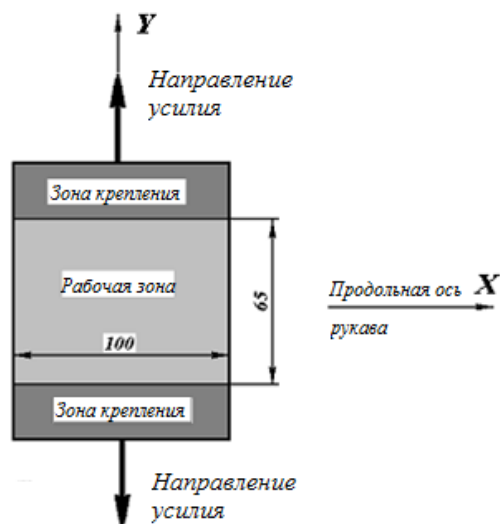 Y
Направление
усилия
Зона крепления
Рабочая зона
65
Продольная ось X
рукава
100
Зона крепления
Направление
усилия